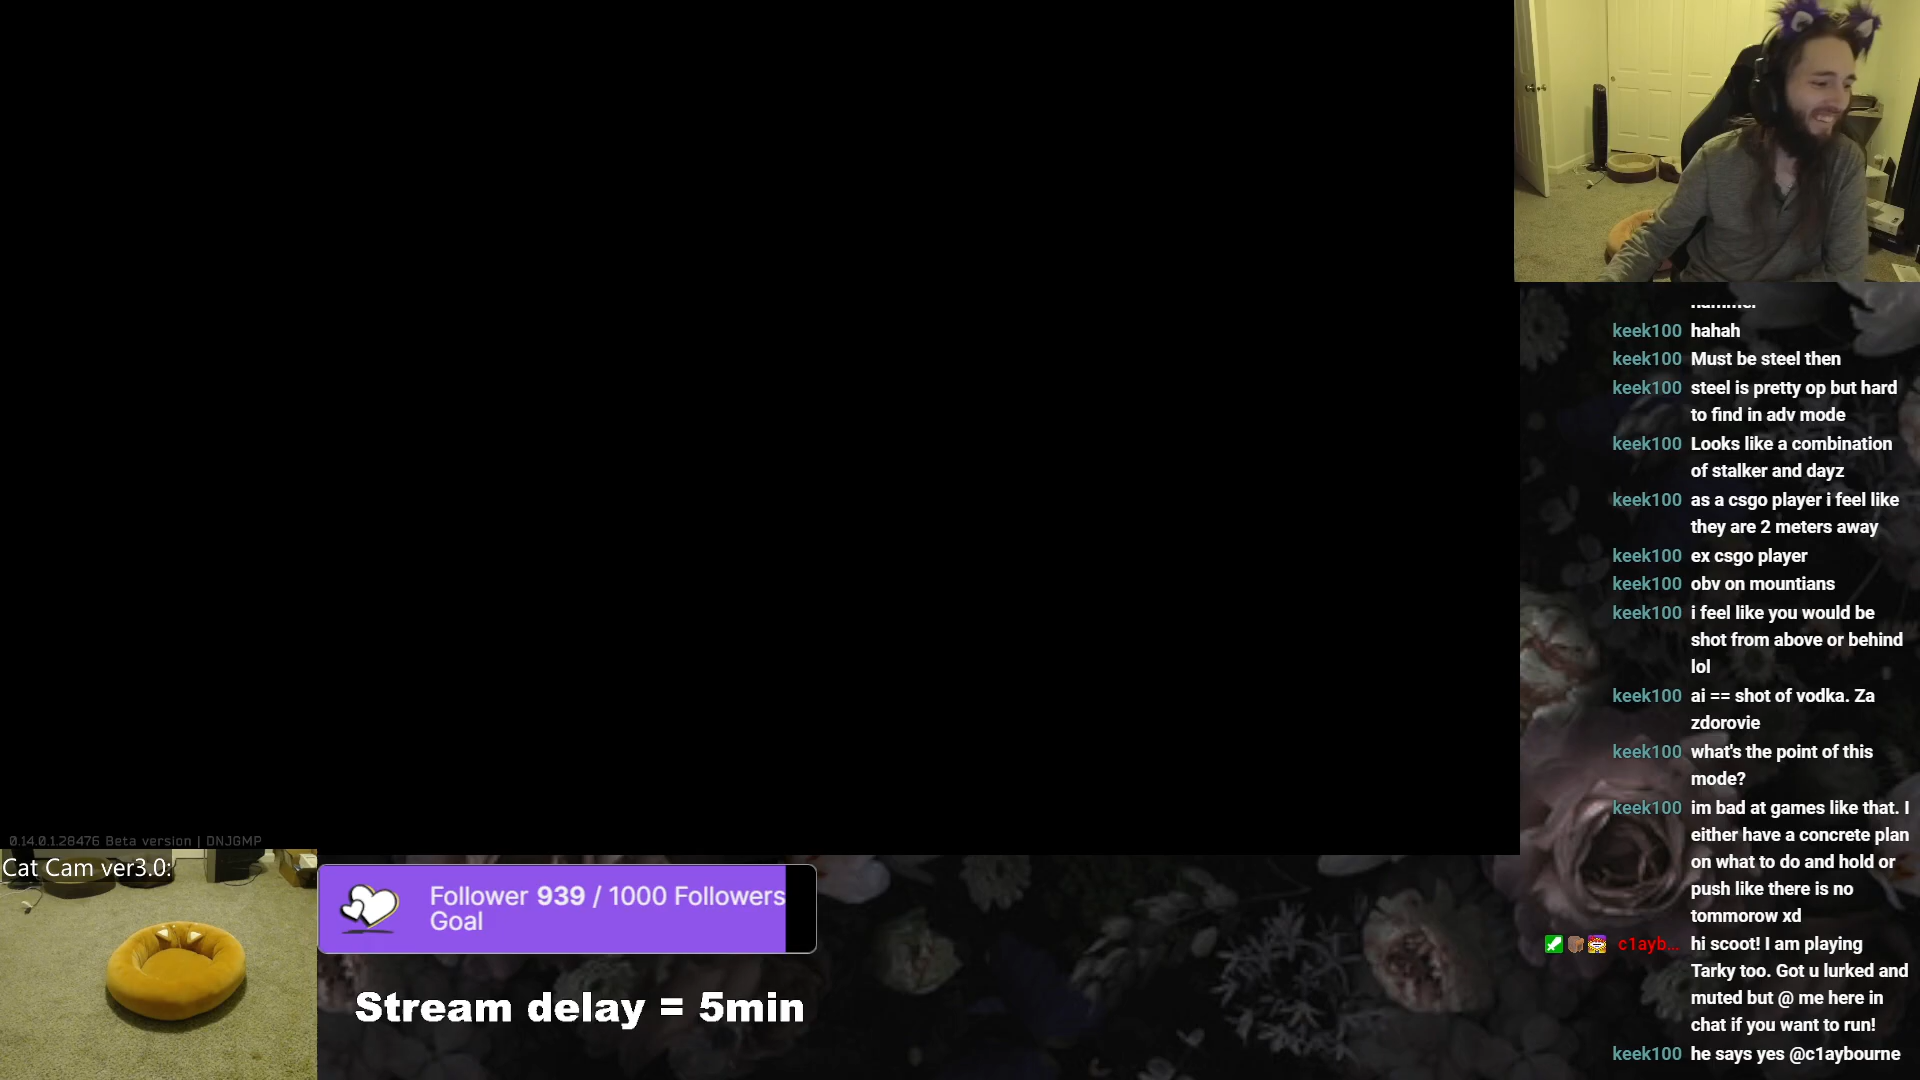 hahah
keek100 hahah
keek100 Must be steel then
keek100 steel is pretty op but hard
to find in adv mode
keek100 Looks like a combination
of stalker and dayz
keek100 as a csgo player i feel like
they are 2 meters away
keek100 ex csgo player
keek100 obv on mountians
keek100 i feel like you would be
shot from above or behind
lol
keek100 ai == shot of vodka. Za
zdorovie
keek100 what's the point of this
mode?
keek100 im bad at games like that. I
either have a concrete plan
on what to do and hold or
push like there is no
tommorow xd
c1ayb... hi scoot! I am playing
Tarky too. Got u lurked and
muted but @ me here in
chat if you want to run!
keek100 he says yes @c1aybourne
0.14.0.1.28476 Beta version | DNJGMP
Cat Cam ver3.0:
Follower 939 / 1000 Followers
Goal
Stream delay = 5min